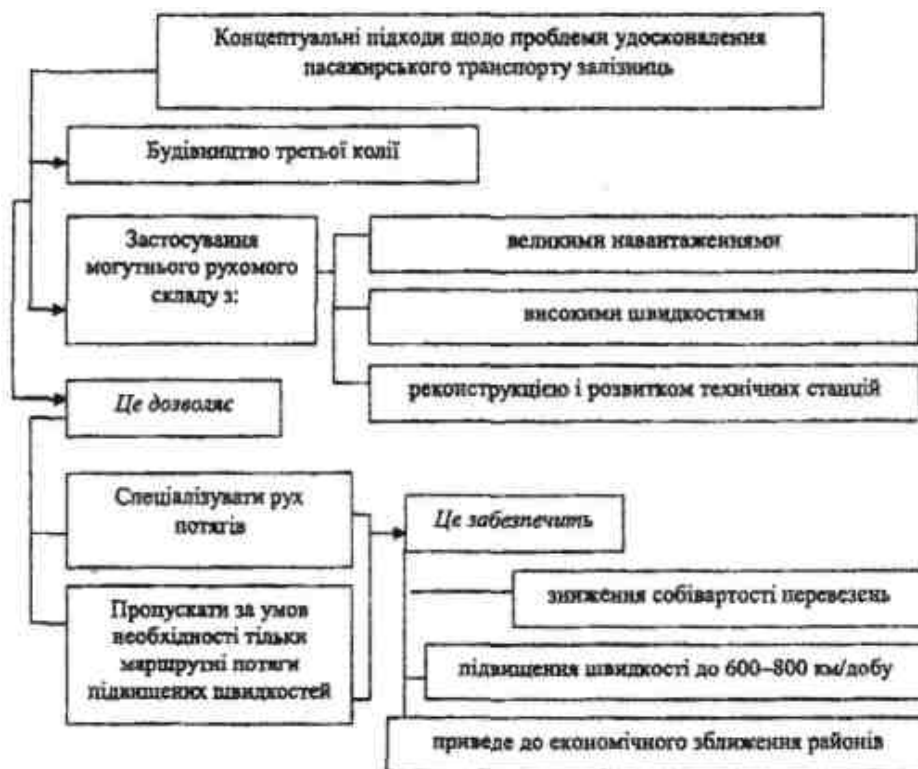 Концептуальні підходи щодо проблеми удосконалення
пасажирського транспорту залізниць
Будівництво третьої колії
Застосування
могутнього рухомого
складу з:
великими навантаженнями
високими швидкостями
реконструкцією і розвитком технічних станцій
Це дозволяє
Спеціалізувати рух
потягів
Пропускати за умов
необхідності тільки
маршрутні потяги
підвищених швидкостей
Це забезпечить
зниження собівартості перевезень
підвищення швидкості до 600–800 км/добу
приведе до економічного зближення районів